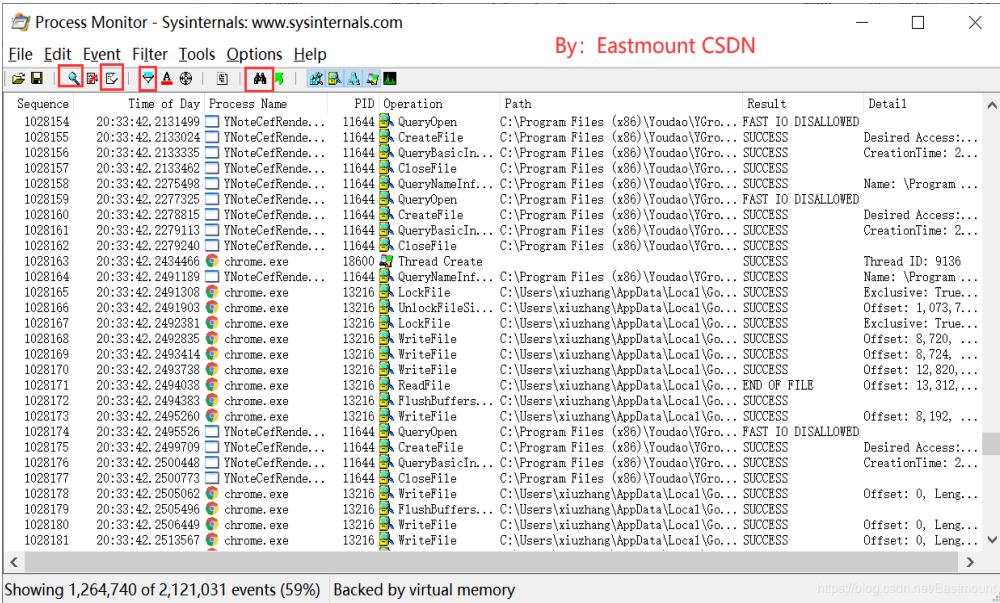 Process Monitor - Sysinternals: www.sysinternals.com
File Edit Event Filter Tools Options Help
By: Eastmount CSDN
Sequence Time of Day Process Name PID Operation Path Result Detail
1028154 20:33:42.2131499 YNoteCefRende... 11644 QueryOpen C:\Program Files (x86)\Youdao\YGro... FAST IO DISALLOWED
1028155 20:33:42.2133024 YNoteCefRende... 11644 CreateFile C:\Program Files (x86)\Youdao\YGro... SUCCESS Desired Access:...
1028156 20:33:42.2133335 YNoteCefRende... 11644 QueryBasicIn... C:\Program Files (x86)\Youdao\YGro... SUCCESS CreationTime: 2...
1028157 20:33:42.2133462 YNoteCefRende... 11644 CloseFile C:\Program Files (x86)\Youdao\YGro... SUCCESS
1028158 20:33:42.2275498 YNoteCefRende... 11644 QueryNameInf... C:\Program Files (x86)\Youdao\YGro... SUCCESS Name: \Program ...
1028159 20:33:42.2277325 YNoteCefRende... 11644 QueryOpen C:\Program Files (x86)\Youdao\YGro... FAST IO DISALLOWED
1028160 20:33:42.2278815 YNoteCefRende... 11644 CreateFile C:\Program Files (x86)\Youdao\YGro... SUCCESS Desired Access:...
1028161 20:33:42.2279113 YNoteCefRende... 11644 QueryBasicIn... C:\Program Files (x86)\Youdao\YGro... SUCCESS CreationTime: 2...
1028162 20:33:42.2279240 YNoteCefRende... 11644 CloseFile C:\Program Files (x86)\Youdao\YGro... SUCCESS
1028163 20:33:42.2434466 chrome.exe 18600 Thread Create SUCCESS Thread ID: 9136
1028164 20:33:42.2491189 YNoteCefRende... 11644 QueryNameInf... C:\Program Files (x86)\Youdao\YGro... SUCCESS Name: \Program ...
1028165 20:33:42.2491308 chrome.exe 13216 LockFile C:\Users\xiuzhang\AppData\Local\Go... SUCCESS Exclusive: True...
1028166 20:33:42.2491903 chrome.exe 13216 UnlockFileSi... C:\Users\xiuzhang\AppData\Local\Go... SUCCESS Offset: 1,073,7...
1028167 20:33:42.2492381 chrome.exe 13216 LockFile C:\Users\xiuzhang\AppData\Local\Go... SUCCESS Exclusive: True...
1028168 20:33:42.2492835 chrome.exe 13216 WriteFile C:\Users\xiuzhang\AppData\Local\Go... SUCCESS Offset: 8,720, ...
1028169 20:33:42.2493414 chrome.exe 13216 WriteFile C:\Users\xiuzhang\AppData\Local\Go... SUCCESS Offset: 8,724, ...
1028170 20:33:42.2493738 chrome.exe 13216 WriteFile C:\Users\xiuzhang\AppData\Local\Go... SUCCESS Offset: 12,820,...
1028171 20:33:42.2494038 chrome.exe 13216 ReadFile C:\Users\xiuzhang\AppData\Local\Go... END OF FILE Offset: 13,312,...
1028172 20:33:42.2494383 chrome.exe 13216 FlushBuffers... C:\Users\xiuzhang\AppData\Local\Go... SUCCESS
1028173 20:33:42.2495260 chrome.exe 13216 WriteFile C:\Users\xiuzhang\AppData\Local\Go... SUCCESS Offset: 8,192, ...
1028174 20:33:42.2495526 YNoteCefRende... 11644 QueryOpen C:\Program Files (x86)\Youdao\YGro... FAST IO DISALLOWED
1028175 20:33:42.2499709 YNoteCefRende... 11644 CreateFile C:\Program Files (x86)\Youdao\YGro... SUCCESS Desired Access:...
1028176 20:33:42.2500448 YNoteCefRende... 11644 QueryBasicIn... C:\Program Files (x86)\Youdao\YGro... SUCCESS CreationTime: 2...
1028177 20:33:42.2500773 YNoteCefRende... 11644 CloseFile C:\Program Files (x86)\Youdao\YGro... SUCCESS
1028178 20:33:42.2505062 chrome.exe 13216 WriteFile C:\Users\xiuzhang\AppData\Local\Go... SUCCESS Offset: 0, Leng...
1028179 20:33:42.2505496 chrome.exe 13216 FlushBuffers... C:\Users\xiuzhang\AppData\Local\Go... SUCCESS
1028180 20:33:42.2506449 chrome.exe 13216 WriteFile C:\Users\xiuzhang\AppData\Local\Go... SUCCESS Offset: 0, Leng...
1028181 20:33:42.2513567 chrome.exe 13216 WriteFile C:\Users\xiuzhang\AppData\Local\Go... SUCCESS Offset: 0, Leng...
Showing 1,264,740 of 2,121,031 events (59%) Backed by virtual memory
https://blog.csdn.net/Eastmount